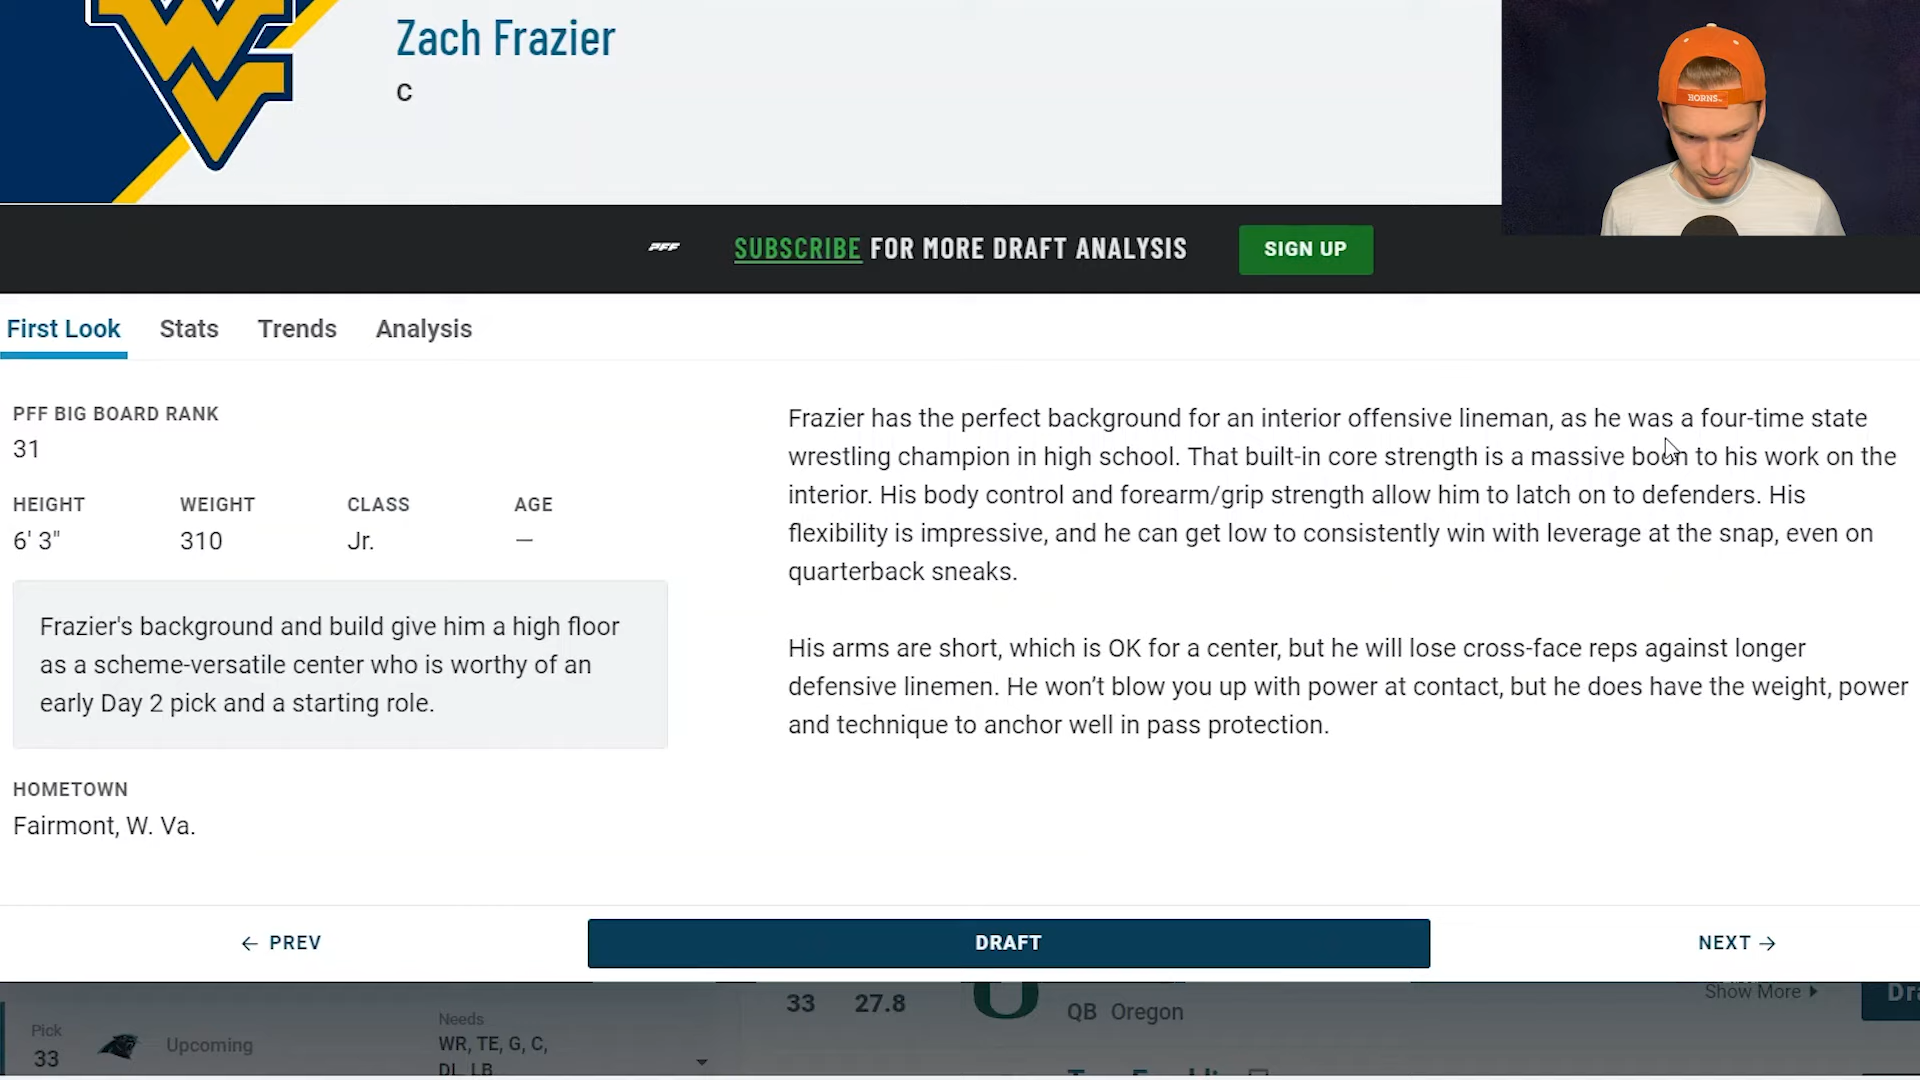 Zach Frazier
C
HORNS
PFF
SUBSCRIBE FOR MORE DRAFT ANALYSIS
SIGN UP
First Look
Stats
Trends
Analysis
PFF BIG BOARD RANK
31
HEIGHT WEIGHT CLASS AGE
6' 3" 310 Jr. —
Frazier's background and build give him a high floor
as a scheme-versatile center who is worthy of an
early Day 2 pick and a starting role.
HOMETOWN
Fairmont, W. Va.
Frazier has the perfect background for an interior offensive lineman, as he was a four-time state
wrestling champion in high school. That built-in core strength is a massive boon to his work on the
interior. His body control and forearm/grip strength allow him to latch on to defenders. His
flexibility is impressive, and he can get low to consistently win with leverage at the snap, even on
quarterback sneaks.
His arms are short, which is OK for a center, but he will lose cross-face reps against longer
defensive linemen. He won’t blow you up with power at contact, but he does have the weight, power
and technique to anchor well in pass protection.
← PREV
DRAFT
NEXT →
Pick
33
Upcoming
Needs
WR, TE, G, C,
DL, LB
33 27.8
QB Oregon
Show More